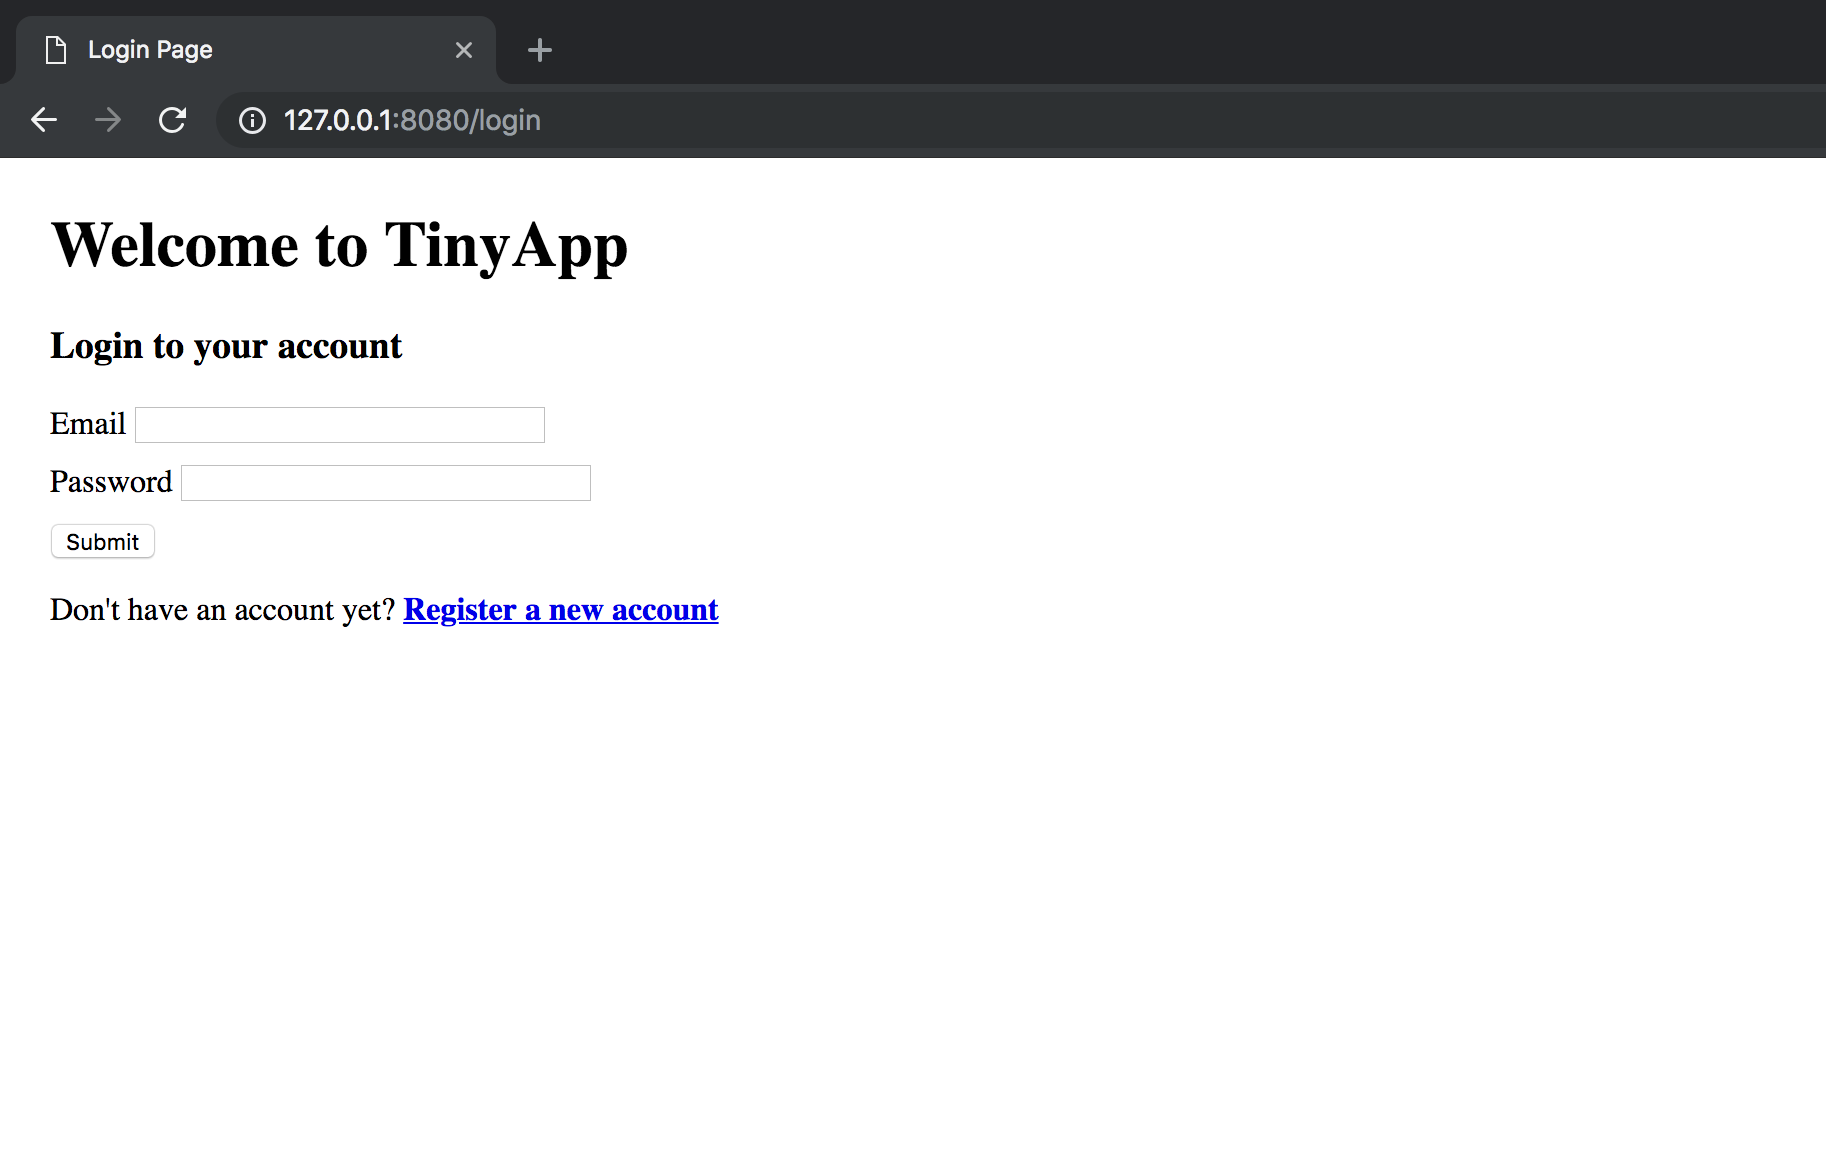 Login Page
127.0.0.1:8080/login
Welcome to TinyApp
Login to your account
Email
Password
Submit
Don't have an account yet? Register a new account